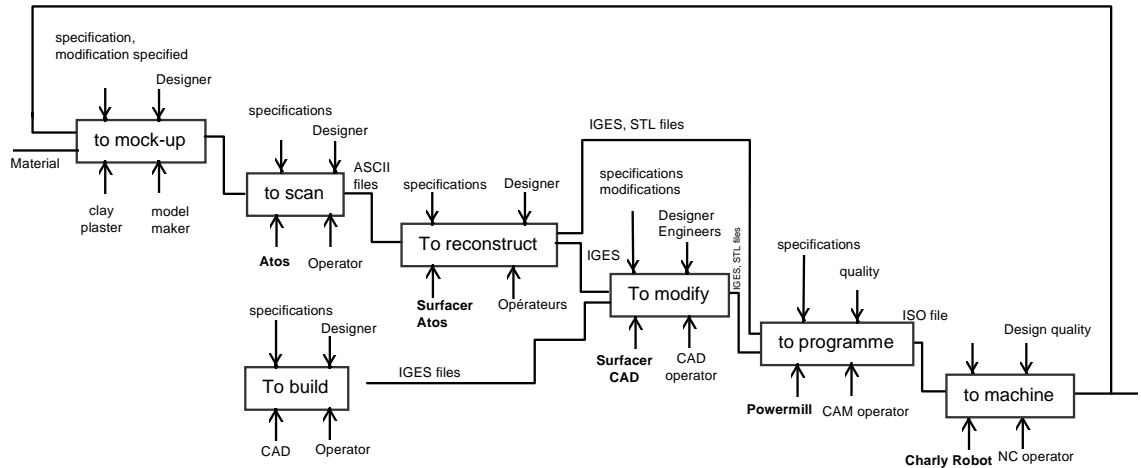 specification,
modification specified
Designer
to mock-up
Material
clay
plaster
model
maker
specifications
Designer
to scan
ASCII
files
Atos
Operator
specifications
Designer
To reconstruct
Surfacer
Atos
Opérateurs
IGES, STL files
IGES
specifications
modifications
Designer
Engineers
To modify
IGES, STL files
Surfacer
CAD
CAD
operator
specifications
Designer
To build
CAD
Operator
IGES files
specifications
quality
to programme
ISO file
Powermill
CAM operator
Design quality
to machine
Charly Robot
NC operator